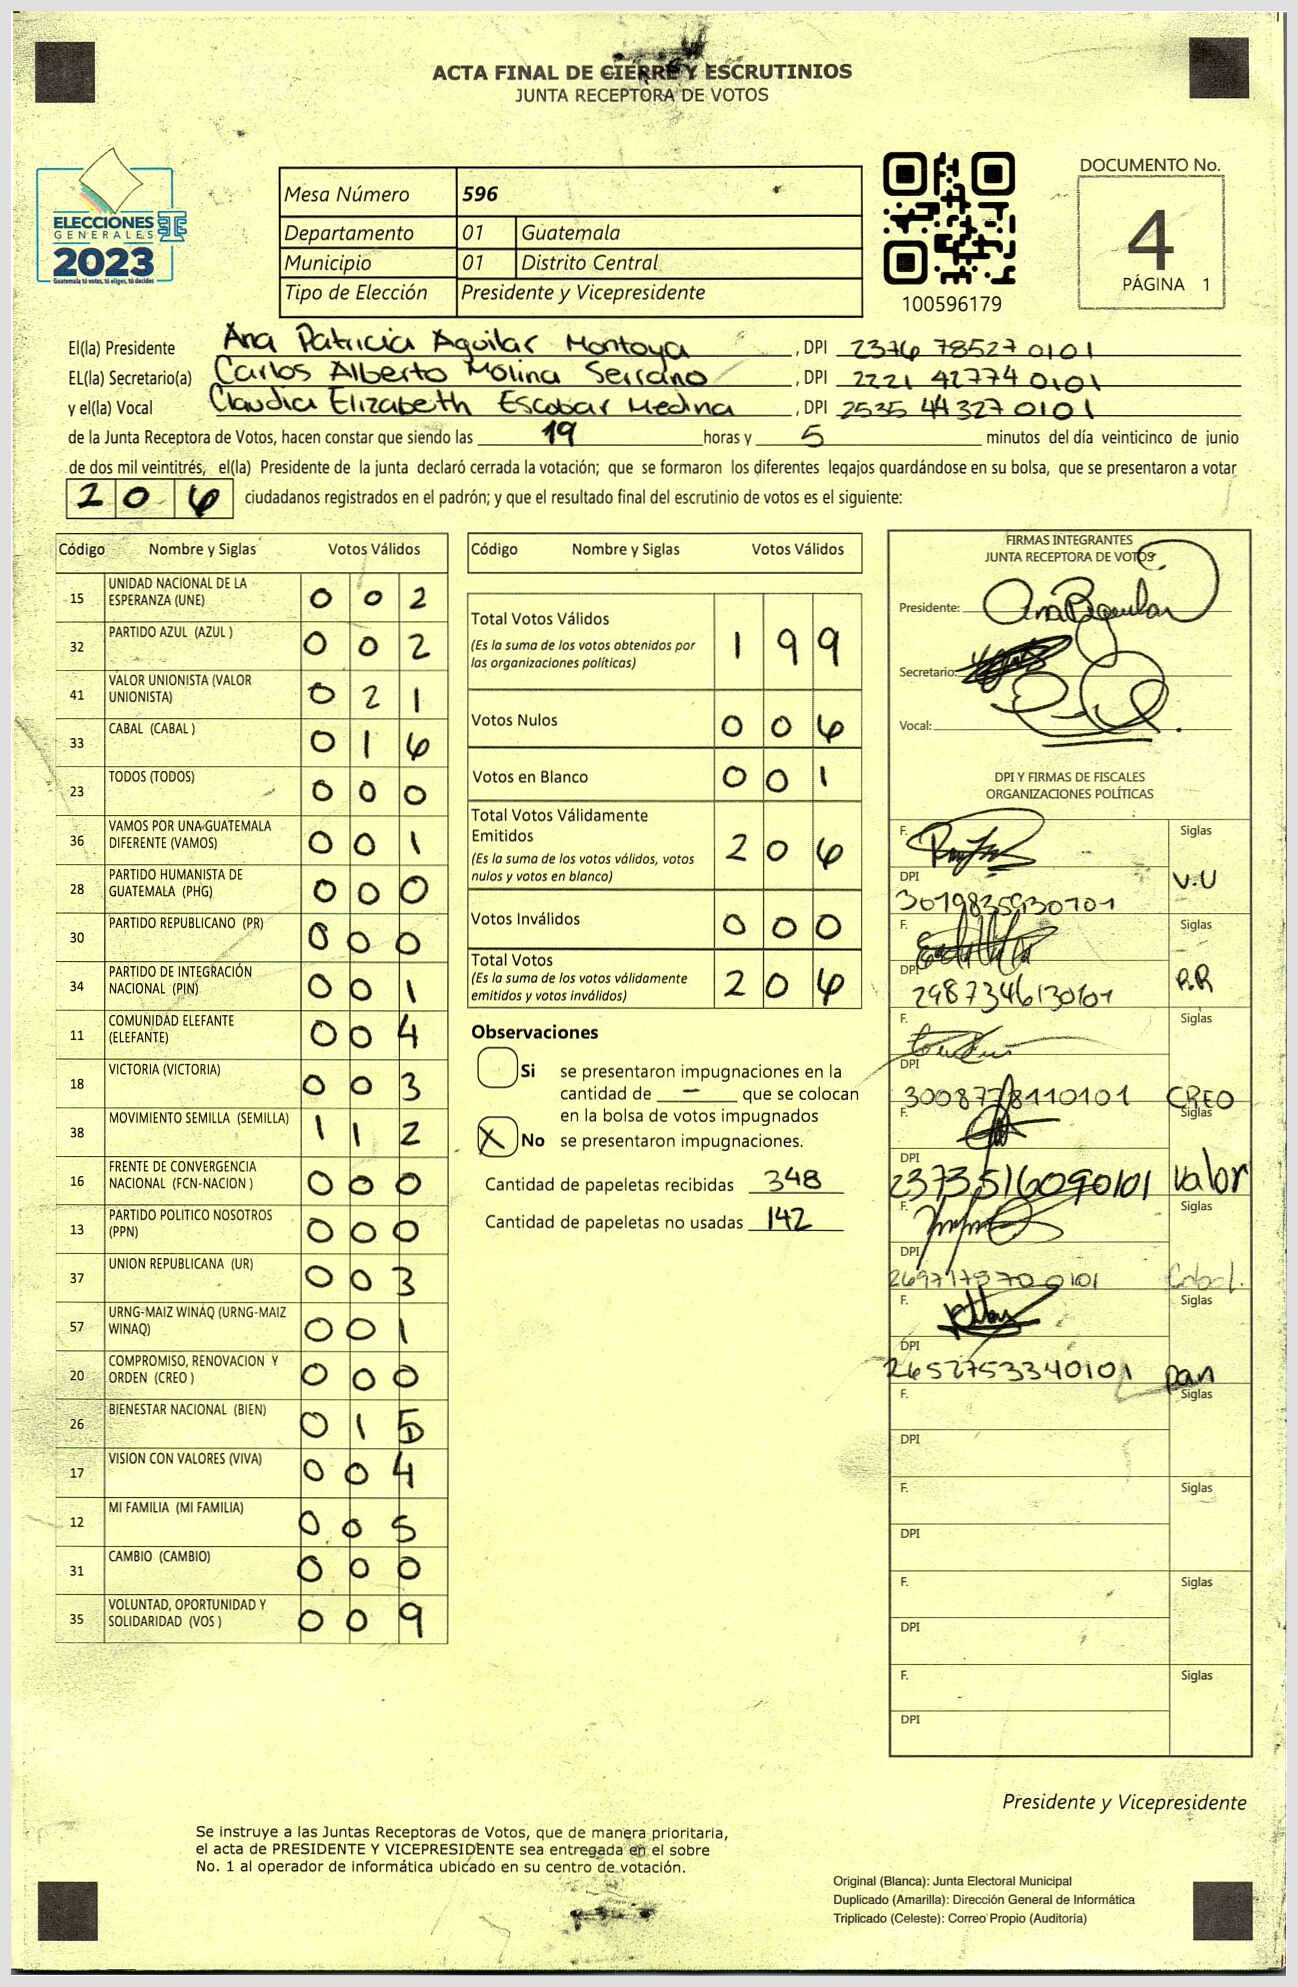 ACTA FINAL DE CIERRE Y ESCRUTINIOS
JUNTA RECEPTORA DE VOTOS
ELECCIONES
GENERALES
2023
Guatemala tú votas, tú eliges, tú decides
Mesa Número 596
Departamento 01 Guatemala
Municipio 01 Distrito Central
Tipo de Elección Presidente y Vicepresidente
100596179
DOCUMENTO No.
4
PÁGINA 1
El(la) Presidente Ana Patricia Aguilar Montoya, DPI 2376 78527 0101
EL(la) Secretario(a) Carlos Alberto Molina Serrano, DPI 2221 42774 0101
y el(la) Vocal Claudia Elizabeth Escobar Medina, DPI 2535 44327 0101
de la Junta Receptora de Votos, hacen constar que siendo las 19 horas y 5 minutos del día veinticinco de junio
de dos mil veintitrés, el(la) Presidente de la junta declaró cerrada la votación; que se formaron los diferentes legajos quardándose en su bolsa, que se presentaron a votar
206 ciudadanos registrados en el padrón; y que el resultado final del escrutinio de votos es el siguiente:
Código Nombre y Siglas Votos Válidos
15 UNIDAD NACIONAL DE LA ESPERANZA (UNE) 0 0 2
32 PARTIDO AZUL (AZUL ) 0 0 2
41 VALOR UNIONISTA (VALOR UNIONISTA) 0 2 1
33 CABAL (CABAL ) 0 1 6
23 TODOS (TODOS) 0 0 0
36 VAMOS POR UNA GUATEMALA DIFERENTE (VAMOS) 0 0 1
28 PARTIDO HUMANISTA DE GUATEMALA (PHG) 0 0 0
30 PARTIDO REPUBLICANO (PR) 0 0 0
34 PARTIDO DE INTEGRACIÓN NACIONAL (PIN) 0 0 1
11 COMUNIDAD ELEFANTE (ELEFANTE) 0 0 4
18 VICTORIA (VICTORIA) 0 0 3
38 MOVIMIENTO SEMILLA (SEMILLA) 1 1 2
16 FRENTE DE CONVERGENCIA NACIONAL (FCN-NACION ) 0 0 0
13 PARTIDO POLITICO NOSOTROS (PPN) 0 0 0
37 UNION REPUBLICANA (UR) 0 0 3
57 URNG-MAIZ WINAQ (URNG-MAIZ WINAQ) 0 0 1
20 COMPROMISO, RENOVACION Y ORDEN (CREO ) 0 0 0
26 BIENESTAR NACIONAL (BIEN) 0 1 5
17 VISION CON VALORES (VIVA) 0 0 4
12 MI FAMILIA (MI FAMILIA) 0 0 5
31 CAMBIO (CAMBIO) 0 0 0
35 VOLUNTAD, OPORTUNIDAD Y SOLIDARIDAD (VOS ) 0 0 9
Código Nombre y Siglas Votos Válidos
Total Votos Válidos 1 9 9
(Es la suma de los votos obtenidos por
las organizaciones políticas)
Votos Nulos 0 0 6
Votos en Blanco 0 0 1
Total Votos Válidamente
Emitidos 2 0 6
(Es la suma de los votos válidos, votos
nulos y votos en blanco)
Votos Inválidos 0 0 0
Total Votos 2 0 6
(Es la suma de los votos válidamente
emitidos y votos inválidos)
Observaciones
Si se presentaron impugnaciones en la
cantidad de – que se colocan
en la bolsa de votos impugnados
X No se presentaron impugnaciones.
Cantidad de papeletas recibidas 348
Cantidad de papeletas no usadas 142
FIRMAS INTEGRANTES
JUNTA RECEPTORA DE VOTOS
Presidente: Ana Aguilar
Secretario:
Vocal:
DPI Y FIRMAS DE FISCALES
ORGANIZACIONES POLÍTICAS
F. Siglas
DPI V.U
3019835930101
F. Siglas
DPI P.R
2987346130101
F. Siglas
DPI
3008778110101 CREO
F. Siglas
DPI
2373516090101 Valor
F. Siglas
DPI
2697175700101 Cabal.
F. Siglas
DPI
2652753340101 Pan
F. Siglas
DPI
F. Siglas
DPI
F. Siglas
DPI
F. Siglas
DPI
Presidente y Vicepresidente
Se instruye a las Juntas Receptoras de Votos, que de manera prioritaria,
el acta de PRESIDENTE Y VICEPRESIDENTE sea entregada en el sobre
No. 1 al operador de informática ubicado en su centro de votación.
Original (Blanca): Junta Electoral Municipal
Duplicado (Amarilla): Dirección General de Informática
Triplicado (Celeste): Correo Propio (Auditoría)